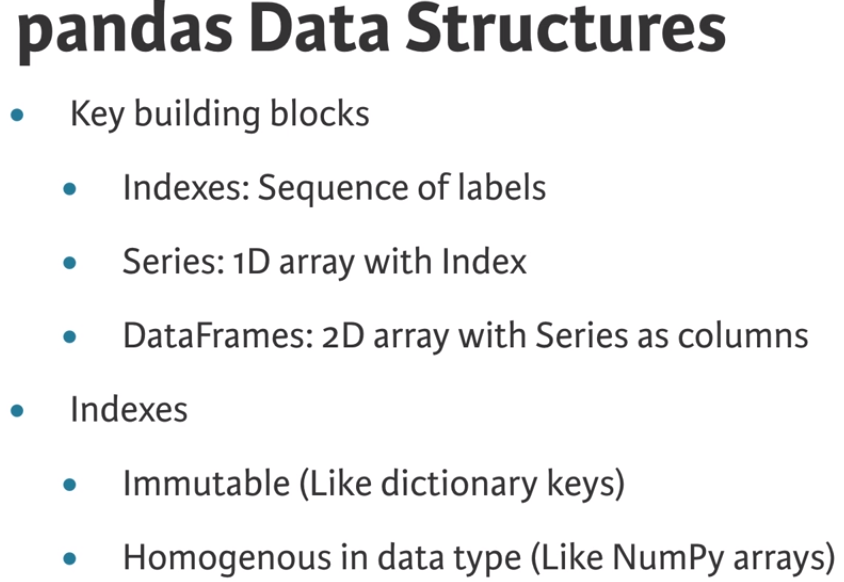 pandas Data Structures
• Key building blocks
• Indexes: Sequence of labels
• Series: 1D array with Index
• DataFrames: 2D array with Series as columns
• Indexes
• Immutable (Like dictionary keys)
• Homogenous in data type (Like NumPy arrays)